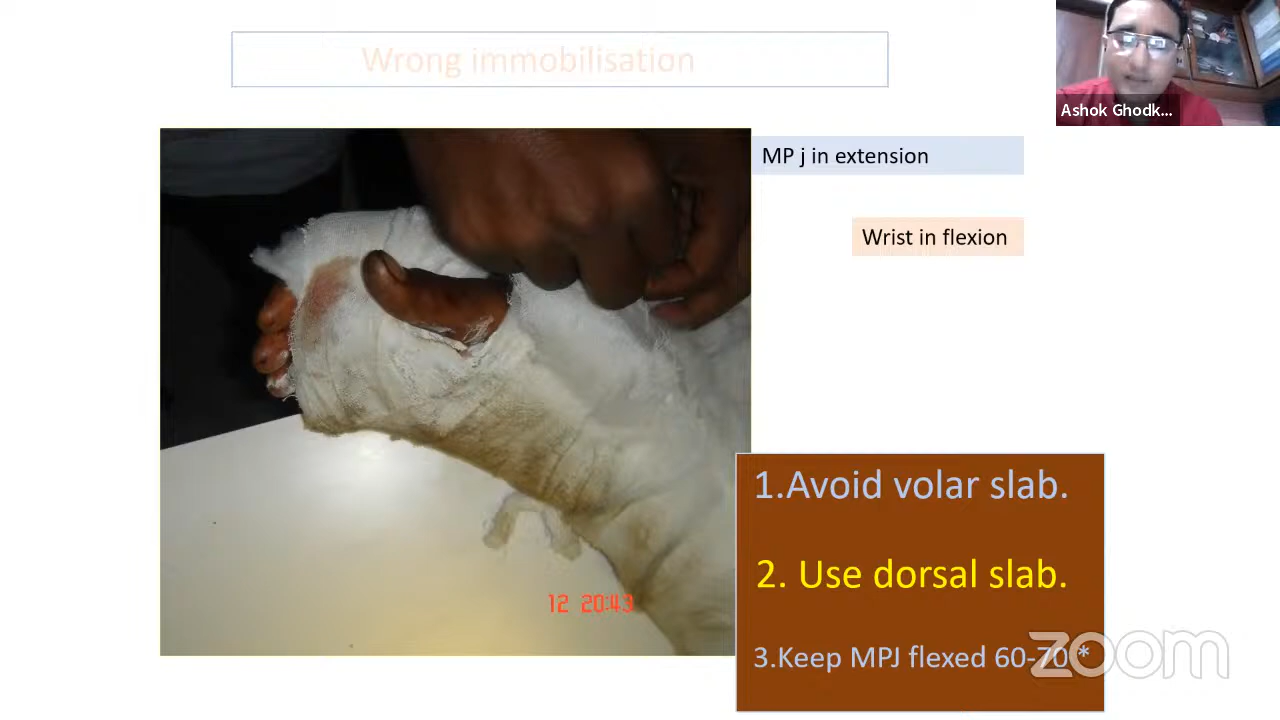 Wrong immobilisation
Ashok Ghodk...
MP j in extension
Wrist in flexion
1.Avoid volar slab.
2. Use dorsal slab.
3.Keep MPJ flexed 60-70 *
12 20:43
zoom